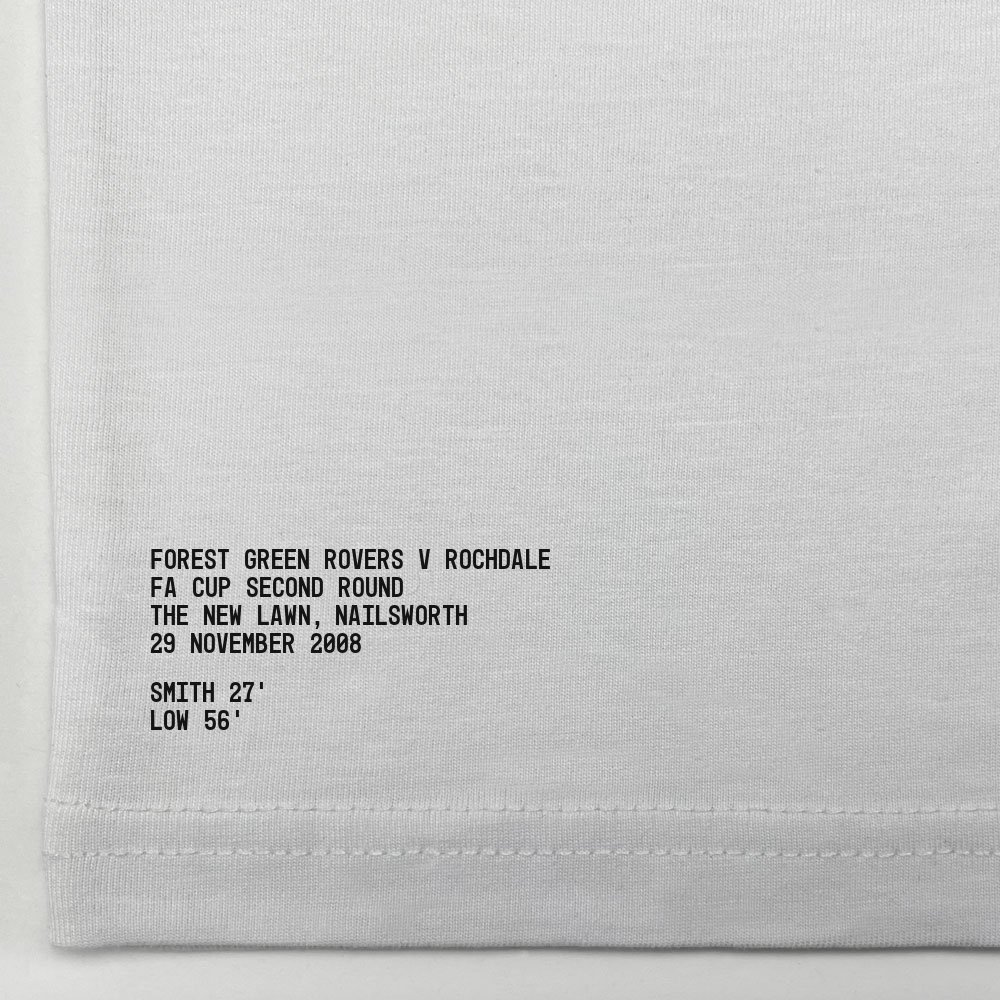 FOREST GREEN ROVERS V ROCHDALE
FA CUP SECOND ROUND
THE NEW LAWN, NAILSWORTH
29 NOVEMBER 2008
SMITH 27'
LOW 56'